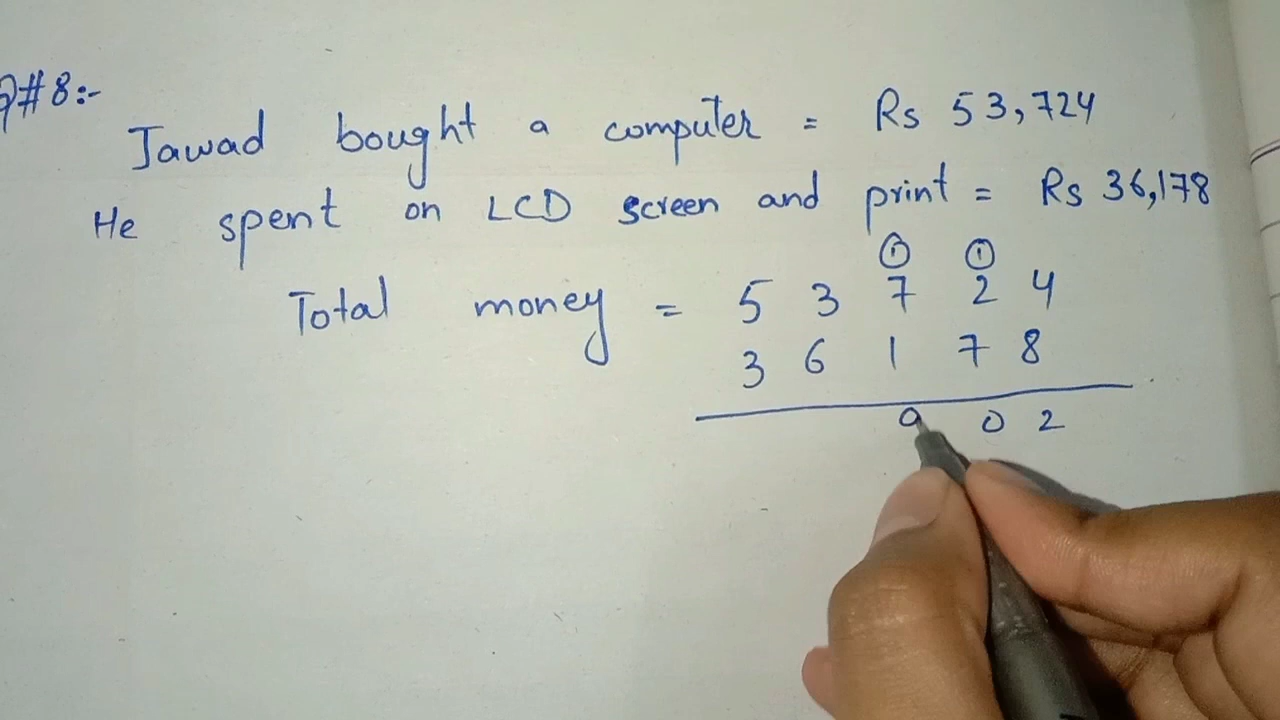 Q#8:-
Jawad bought a computer = Rs 53,724
He spent on LCD screen and print = Rs 36,178
1 1
Total money = 5 3 7 2 4
3 6 1 7 8
9 0 2